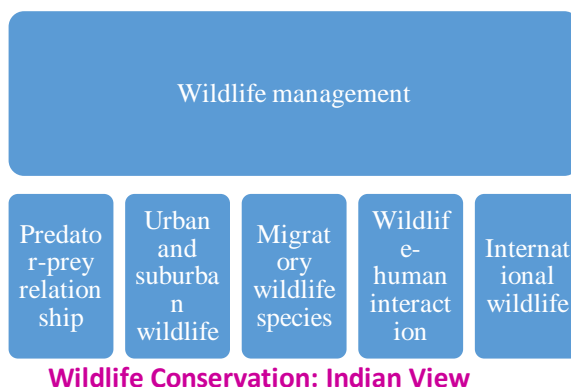 Wildlife management
Predato
r-prey
relation
ship
Urban
and
suburba
n
wildlife
Migrat
ory
wildlife
species
Wildlif
e-
human
interact
ion
Internat
ional
wildlife
Wildlife Conservation: Indian View